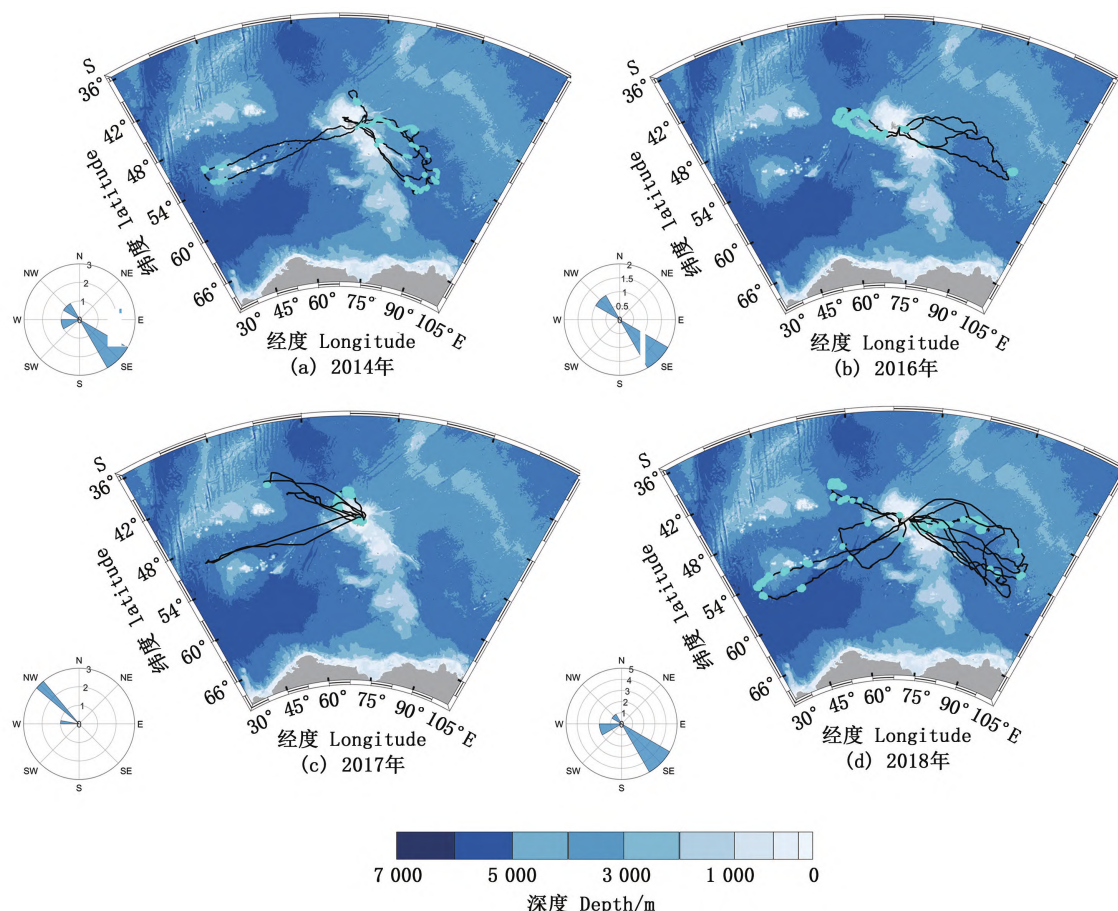 S
36°
42°
48°
54°
60°
66°
纬度 latitude
30° 45° 60° 75° 90° 105°E
经度 Longitude
(a) 2014年
N
NE
E
SE
S
SW
W
NW
3
2
1
0
S
36°
42°
48°
54°
60°
66°
纬度 latitude
30° 45° 60° 75° 90° 105°E
经度 Longitude
(b) 2016年
N
NE
E
SE
S
SW
W
NW
2
1.5
1
0.5
0
S
36°
42°
48°
54°
60°
66°
纬度 latitude
30° 45° 60° 75° 90° 105°E
经度 Longitude
(c) 2017年
N
NE
E
SE
S
SW
W
NW
3
2
1
0
S
36°
42°
48°
54°
60°
66°
纬度 latitude
30° 45° 60° 75° 90° 105°E
经度 Longitude
(d) 2018年
N
NE
E
SE
S
SW
W
NW
5
4
3
2
1
0
7 000 5 000 3 000 1 000 0
深度 Depth/m